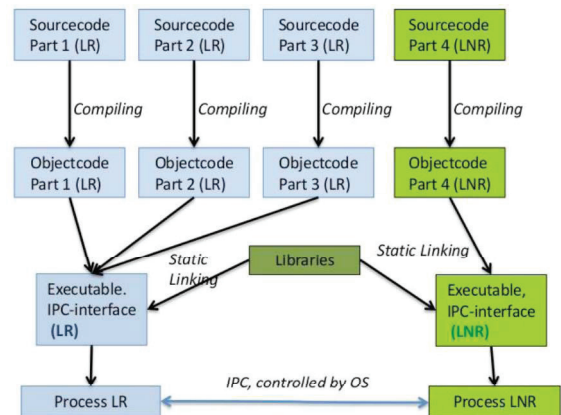 Sourcecode
Part 1 (LR)
Sourcecode
Part 2 (LR)
Sourcecode
Part 3 (LR)
Sourcecode
Part 4 (LNR)
Compiling
Compiling
Compiling
Compiling
Objectcode
Part 1 (LR)
Objectcode
Part 2 (LR)
Objectcode
Part 3 (LR)
Objectcode
Part 4 (LNR)
Static
Linking
Libraries
Static Linking
Executable.
IPC-interface
(LR)
Executable,
IPC-interface
(LNR)
Process LR
IPC, controlled by OS
Process LNR